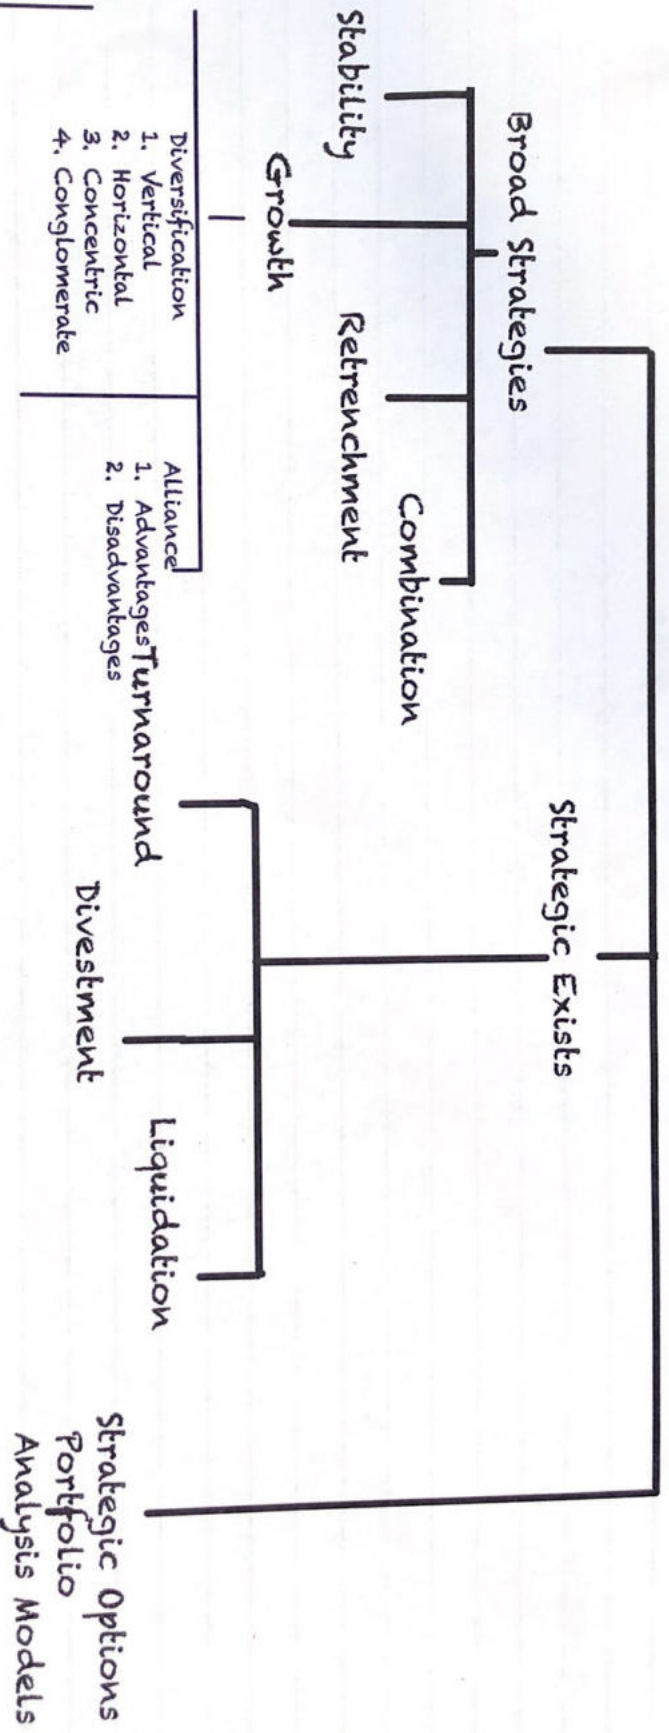 Broad Strategies
Stability
Growth
Retrenchment
Combination
Diversification
1. Vertical
2. Horizontal
3. Concentric
4. Conglomerate
Alliance
1. Advantages
2. Disadvantages
Strategic Exists
Turnaround
Divestment
Liquidation
Strategic Options
Portfolio
Analysis Models